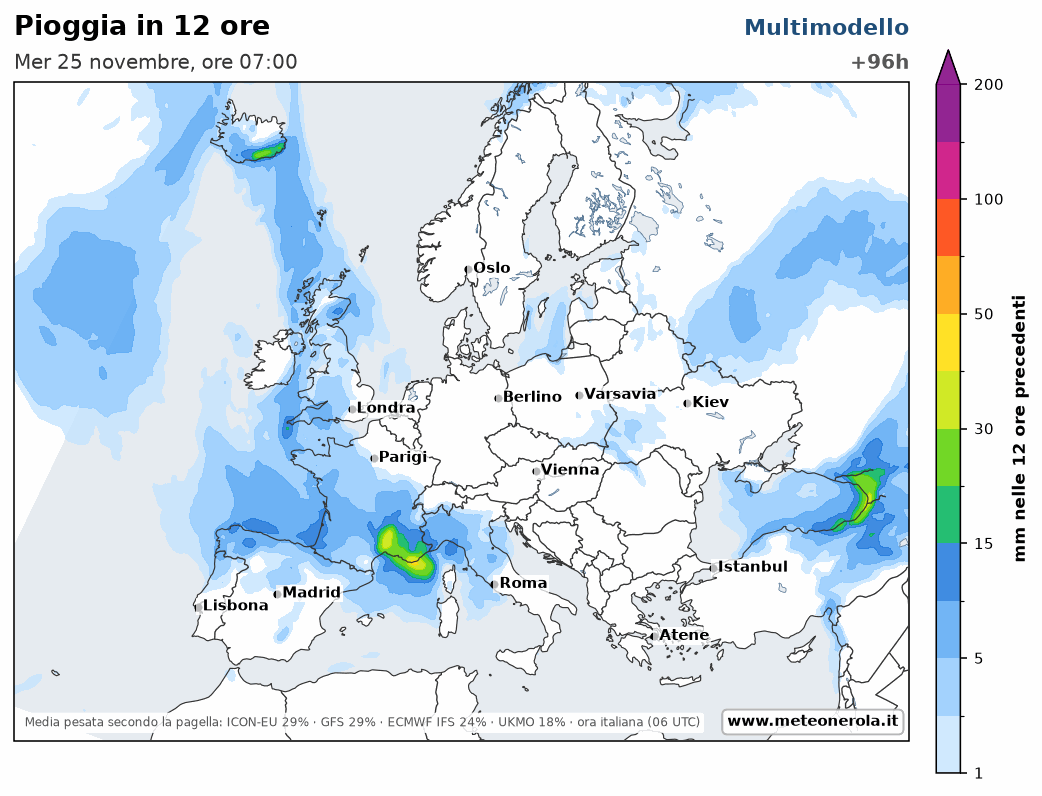 Pioggia in 12 ore
Multimodello
Mer 25 novembre, ore 07:00
+96h
200
100
50
30
15
5
1
mm nelle 12 ore precedenti
Oslo
Berlino
Varsavia
Kiev
Londra
Parigi
Vienna
Istanbul
Roma
Madrid
Lisbona
Atene
Media pesata secondo la pagella: ICON-EU 29% · GFS 29% · ECMWF IFS 24% · UKMO 18% · ora italiana (06 UTC)
www.meteonerola.it